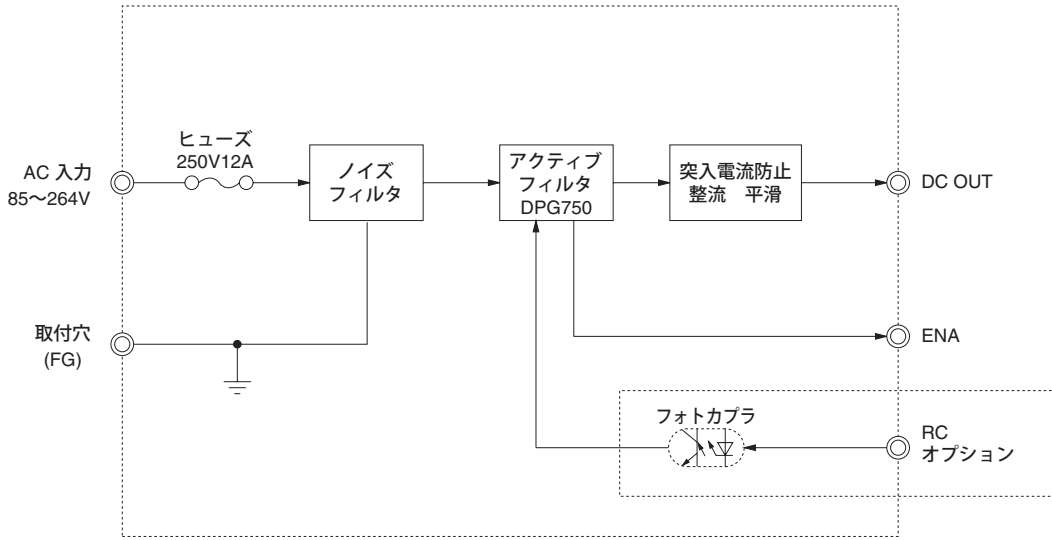 ヒューズ
250V12A
AC 入力
85〜264V
ノイズ
フィルタ
アクティブ
フィルタ
DPG750
突入電流防止
整流 平滑
DC OUT
取付穴
(FG)
ENA
フォトカプラ
RC
オプション